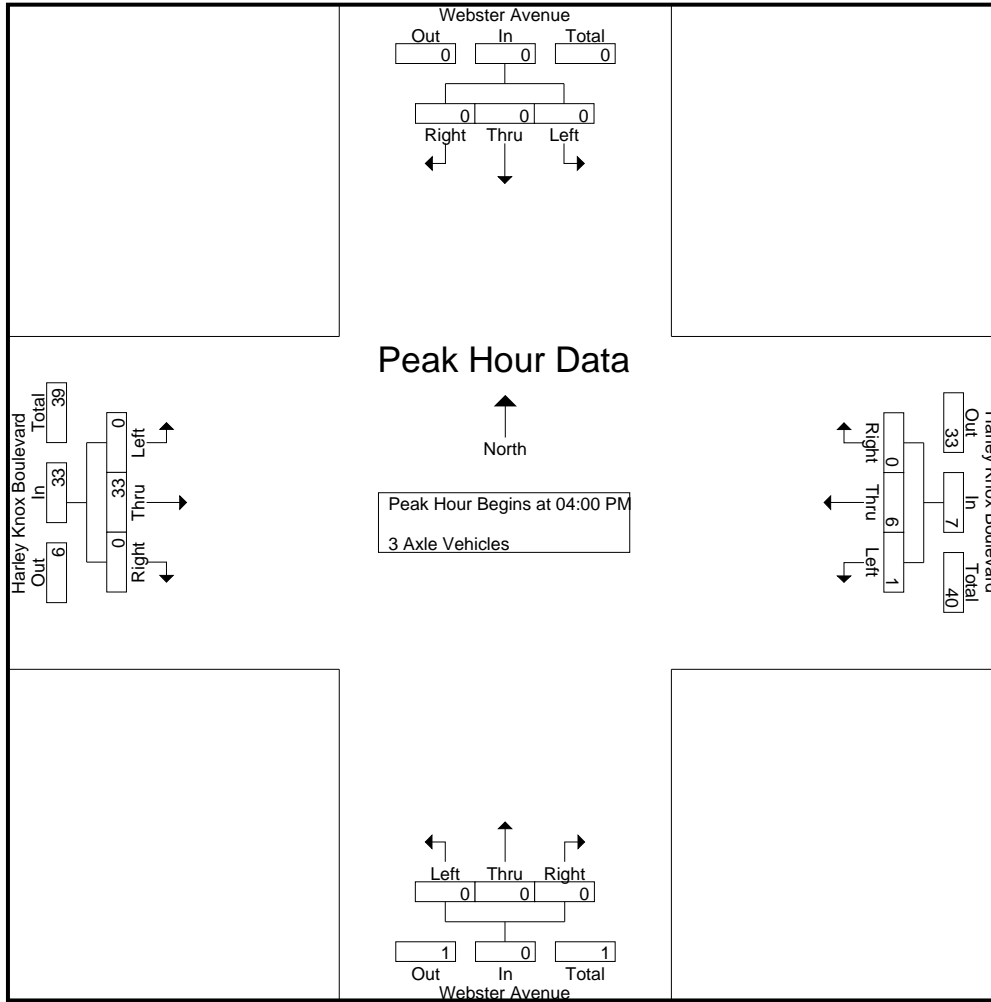 Webster Avenue
Out In Total
0 0 0
0 0 0
Right Thru Left
Peak Hour Data
North
Peak Hour Begins at 04:00 PM
3 Axle Vehicles
Harley Knox Boulevard
Out In Total
6 33 39
Left Thru Right
0 33 0
Harley Knox Boulevard
Out In Total
33 7 40
Right Thru Left
0 6 1
Left Thru Right
0 0 0
1 0 1
Out In Total
Webster Avenue